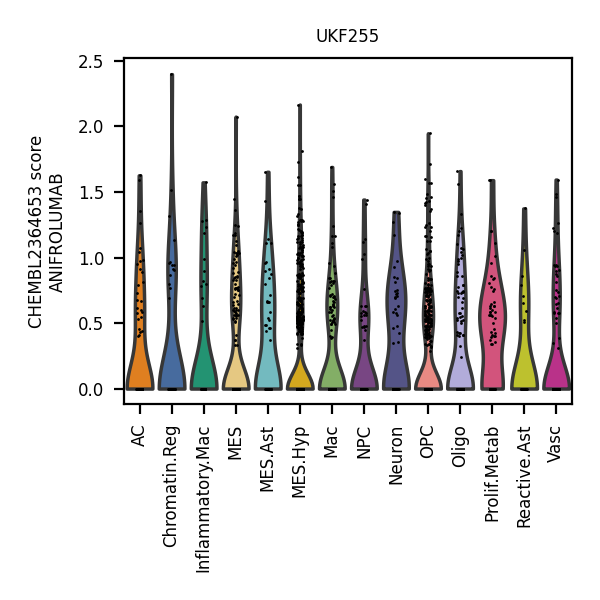 UKF255
CHEMBL2364653 score
ANIFROLUMAB
2.5
2.0
1.5
1.0
0.5
0.0
AC
Chromatin.Reg
Inflammatory.Mac
MES
MES.Ast
MES.Hyp
Mac
NPC
Neuron
OPC
Oligo
Prolif.Metab
Reactive.Ast
Vasc